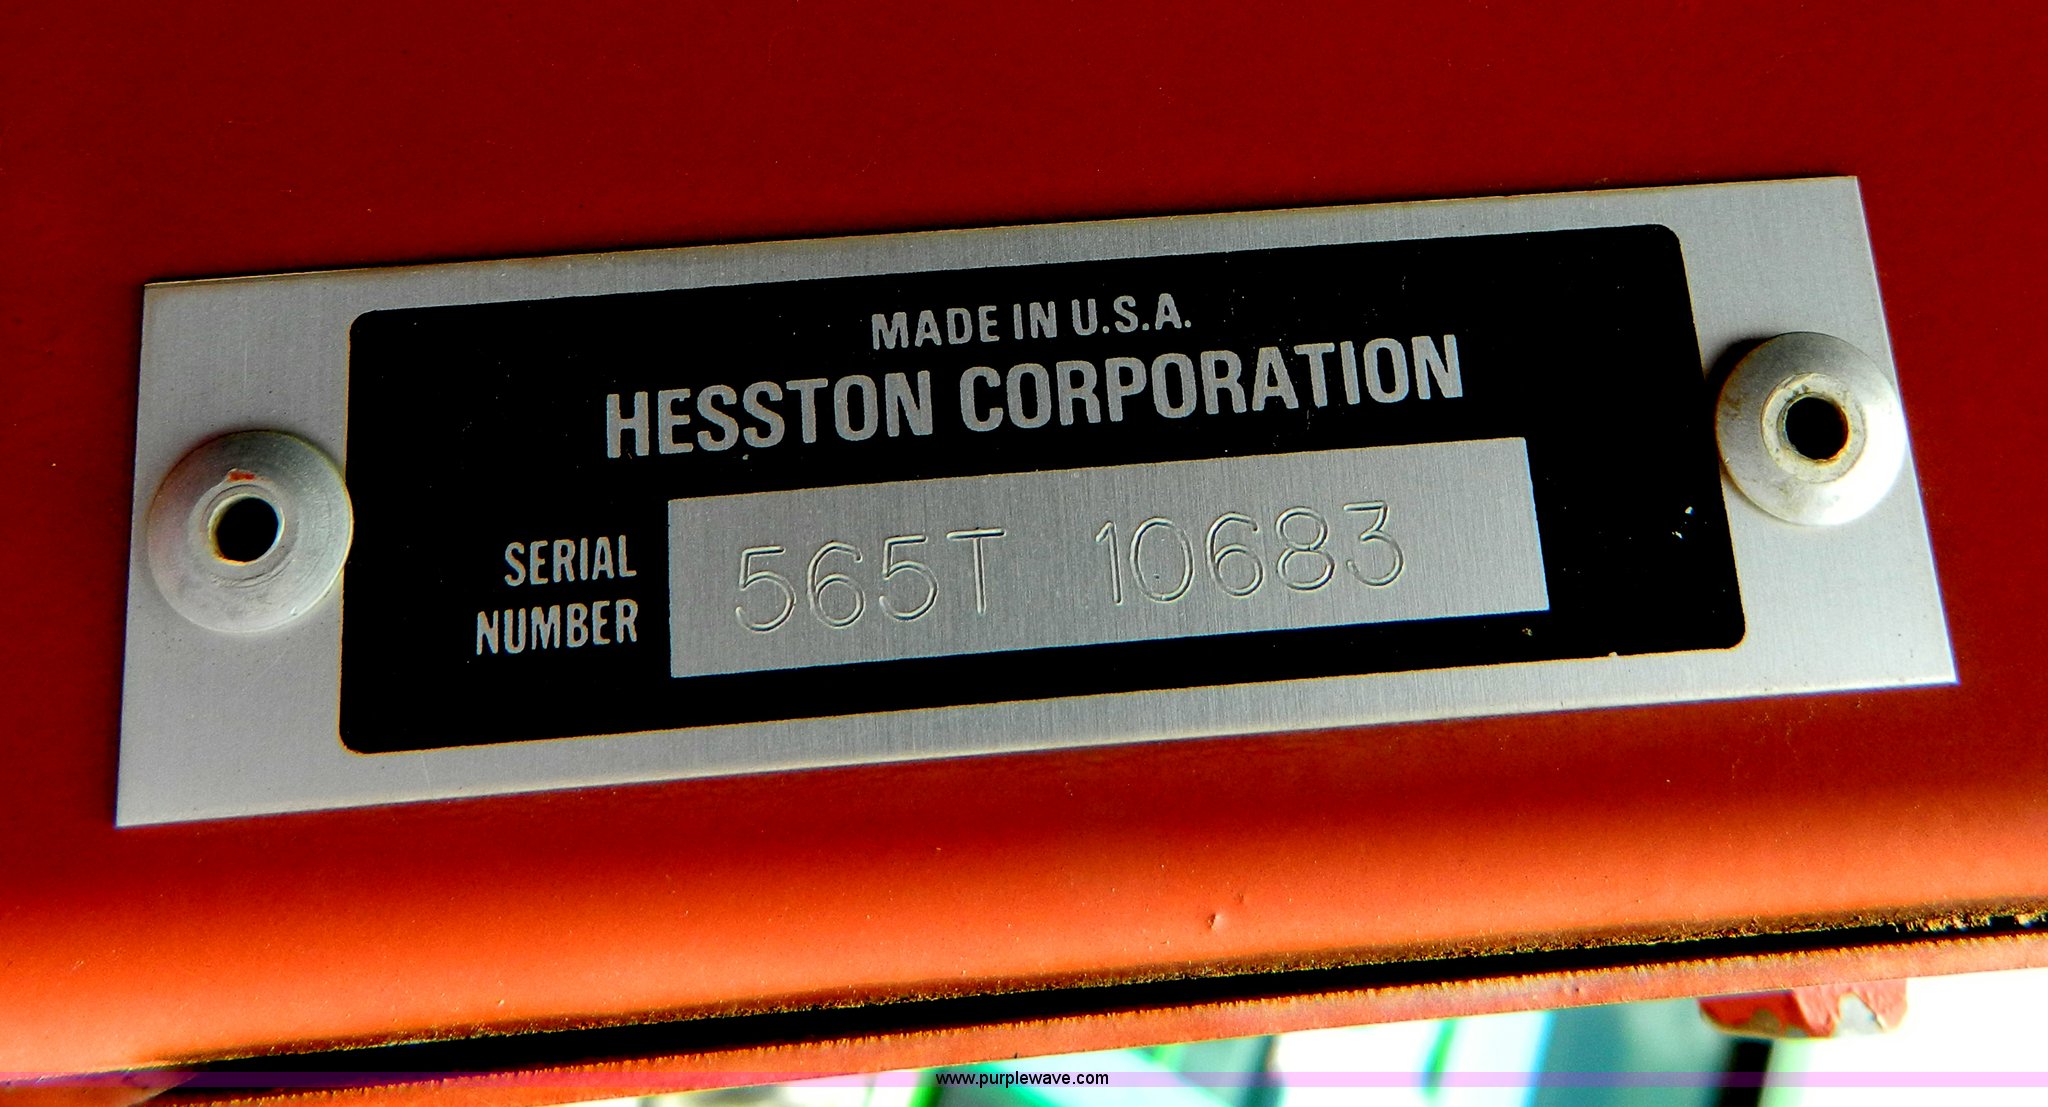 MADE IN U.S.A.
HESSTON CORPORATION
SERIAL
NUMBER
565T 10683
www.purplewave.com